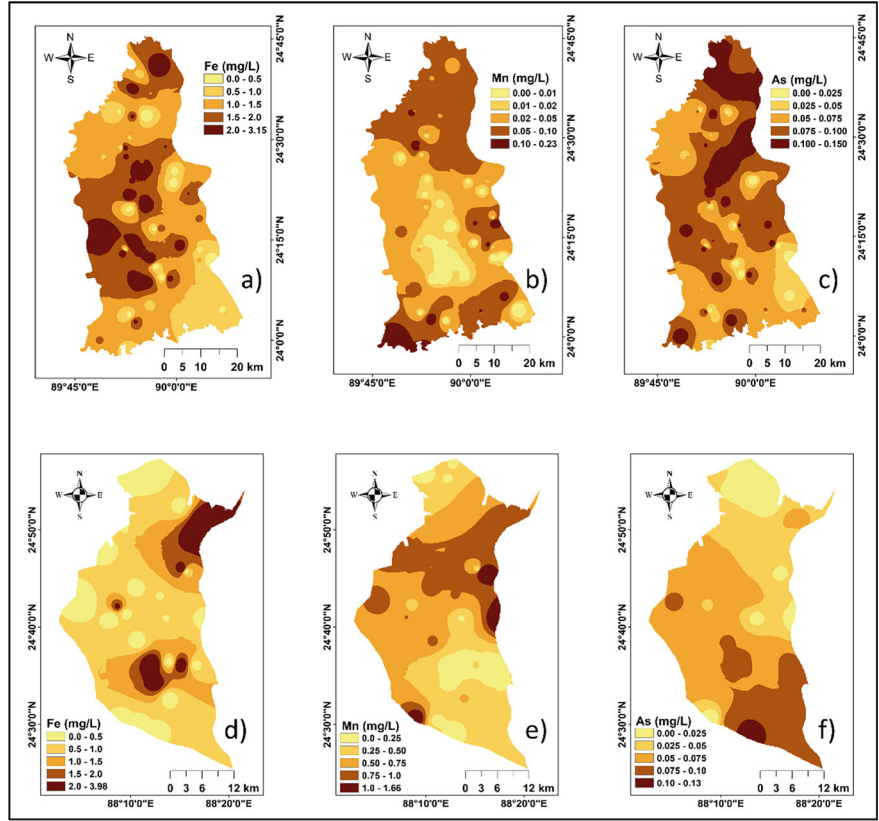 N
W E
S
Fe (mg/L)
0.0 - 0.5
0.5 - 1.0
1.0 - 1.5
1.5 - 2.0
2.0 - 3.15
a)
0 5 10 20 km
24°45'0"N
24°30'0"N
24°15'0"N
24°0'0"N
89°45'0"E 90°0'0"E
N
W E
S
Mn (mg/L)
0.00 - 0.01
0.01 - 0.02
0.02 - 0.05
0.05 - 0.10
0.10 - 0.23
b)
0 5 10 20 km
24°45'0"N
24°30'0"N
24°15'0"N
24°0'0"N
89°45'0"E 90°0'0"E
N
W E
S
As (mg/L)
0.00 - 0.025
0.025 - 0.05
0.05 - 0.075
0.075 - 0.100
0.100 - 0.150
c)
0 5 10 20 km
24°45'0"N
24°30'0"N
24°15'0"N
24°0'0"N
89°45'0"E 90°0'0"E
N
W E
S
24°50'0"N
24°40'0"N
24°30'0"N
Fe (mg/L)
0.0 - 0.5
0.5 - 1.0
1.0 - 1.5
1.5 - 2.0
2.0 - 3.98
d)
0 3 6 12 km
88°10'0"E 88°20'0"E
N
W E
S
24°50'0"N
24°40'0"N
24°30'0"N
Mn (mg/L)
0.0 - 0.25
0.25 - 0.50
0.50 - 0.75
0.75 - 1.0
1.0 - 1.66
e)
0 3 6 12 km
88°10'0"E 88°20'0"E
N
W E
S
24°50'0"N
24°40'0"N
24°30'0"N
As (mg/L)
0.00 - 0.025
0.025 - 0.05
0.05 - 0.075
0.075 - 0.10
0.10 - 0.13
f)
0 3 6 12 km
88°10'0"E 88°20'0"E